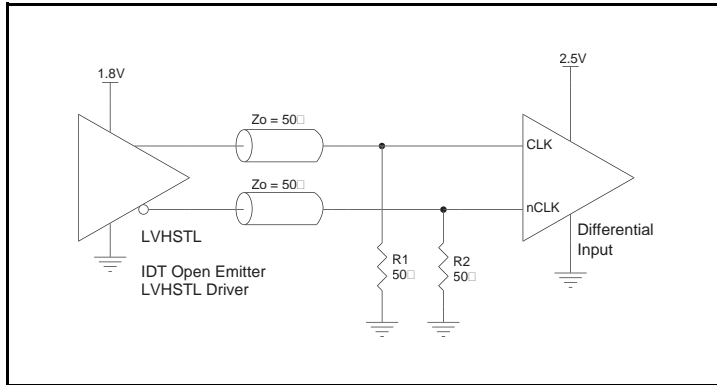 1.8V
2.5V
Zo = 50□
CLK
Zo = 50□
nCLK
LVHSTL
IDT Open Emitter
LVHSTL Driver
Differential
Input
R1
50□
R2
50□